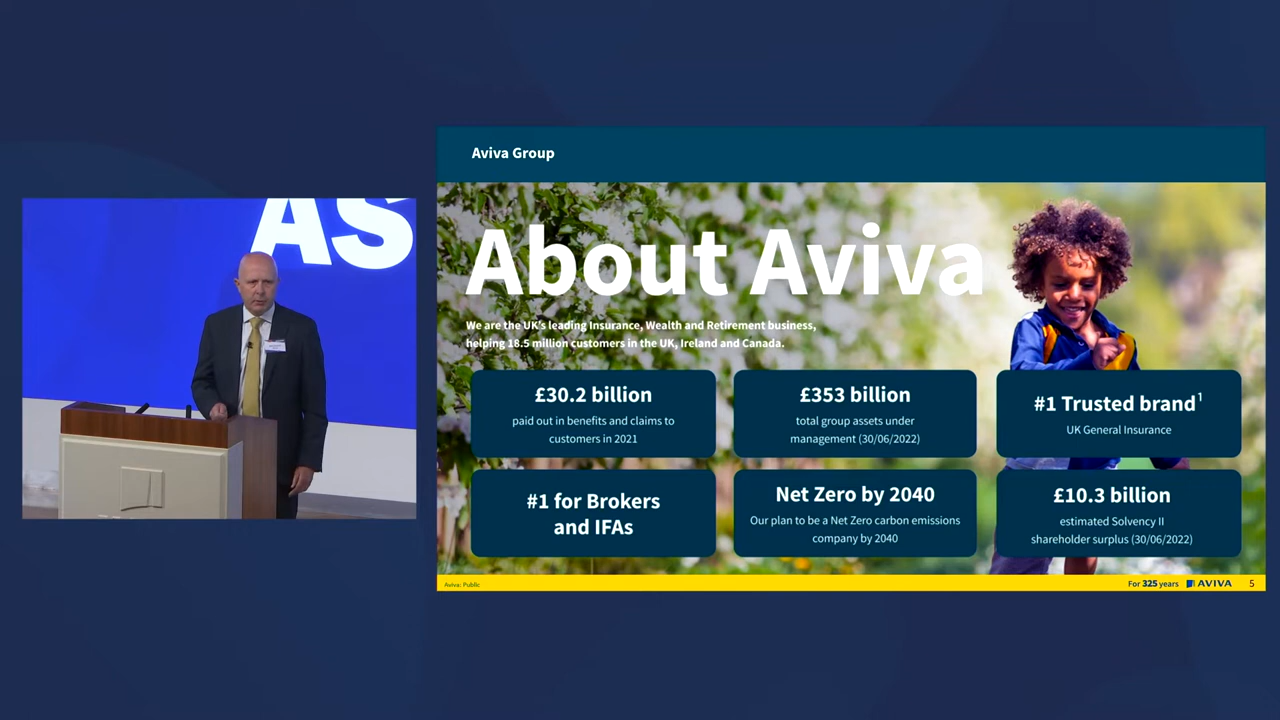 AS
Aviva Group
About Aviva
We are the UK's leading Insurance, Wealth and Retirement business,
helping 18.5 million customers in the UK, Ireland and Canada.
£30.2 billion
paid out in benefits and claims to
customers in 2021
£353 billion
total group assets under
management (30/06/2022)
#1 Trusted brand1
UK General Insurance
#1 for Brokers
and IFAs
Net Zero by 2040
Our plan to be a Net Zero carbon emissions
company by 2040
£10.3 billion
estimated Solvency II
shareholder surplus (30/06/2022)
Aviva: Public
For 325 years AVIVA 5